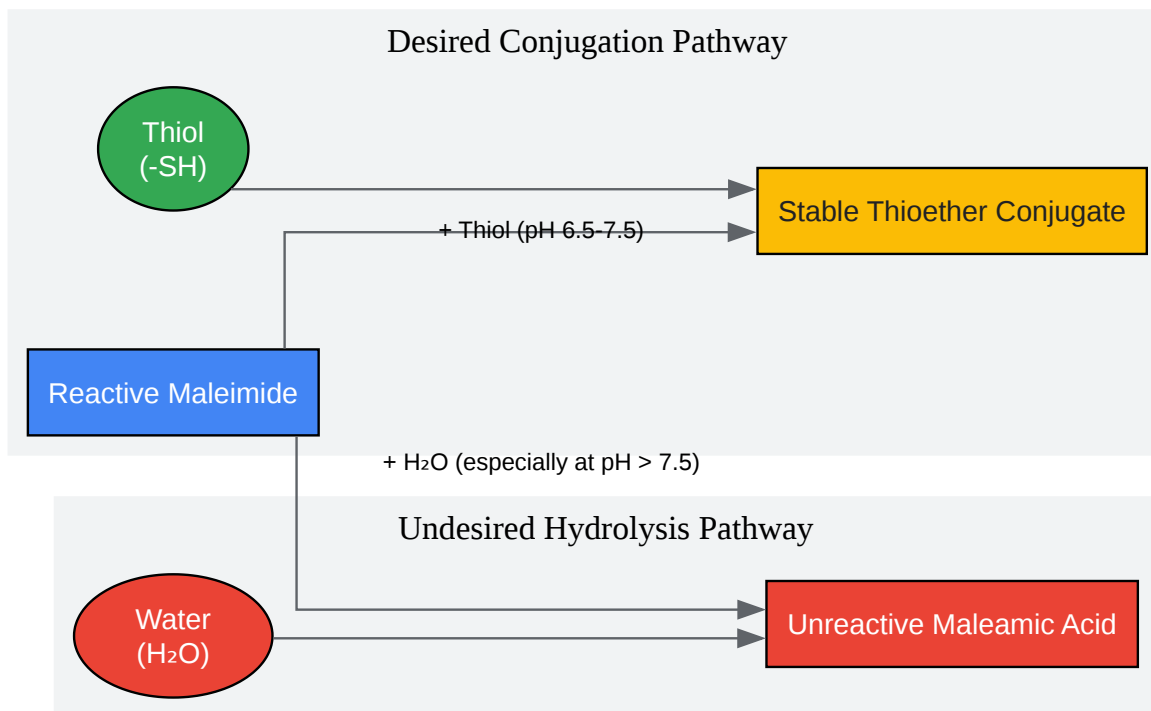 Desired Conjugation Pathway
Thiol
(-SH)
Stable Thioether Conjugate
+ Thiol (pH 6.5-7.5)
Reactive Maleimide
+ H₂O (especially at pH > 7.5)
Undesired Hydrolysis Pathway
Water
(H₂O)
Unreactive Maleamic Acid